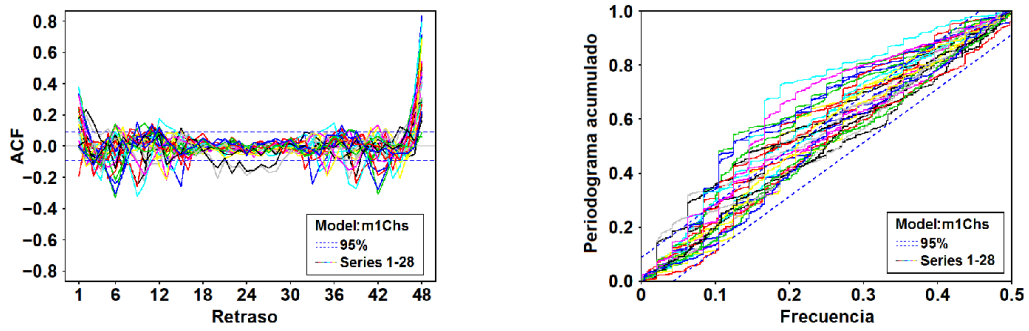 ACF
0.8
0.6
0.4
0.2
0.0
−0.2
−0.4
−0.6
−0.8
1 6 12 18 24 30 36 42 48
Retraso
Model:m1Chs
95%
Series 1-28
Periodograma acumulado
1.0
0.8
0.6
0.4
0.2
0.0
0 0.1 0.2 0.3 0.4 0.5
Frecuencia
Model:m1Chs
95%
Series 1-28